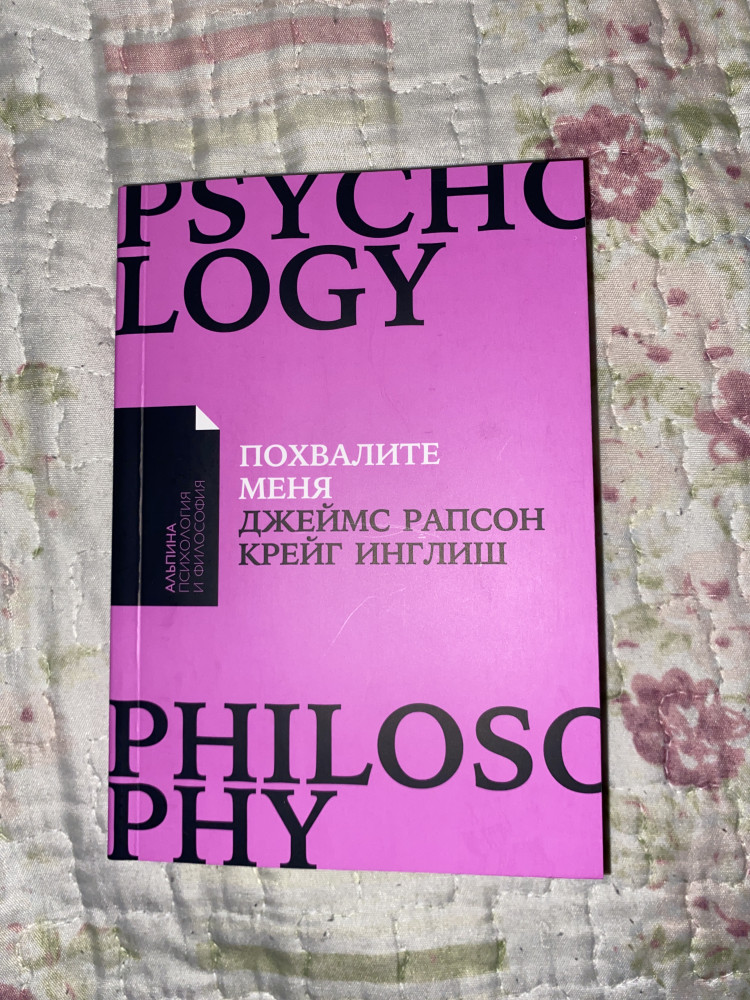 PSYCHO
LOGY
ПОХВАЛИТЕ
МЕНЯ
ДЖЕЙМС РАПСОН
КРЕЙГ ИНГЛИШ
АЛЬПИНА
ПСИХОЛОГИЯ
И ФИЛОСОФИЯ
PHILOSO
PHY